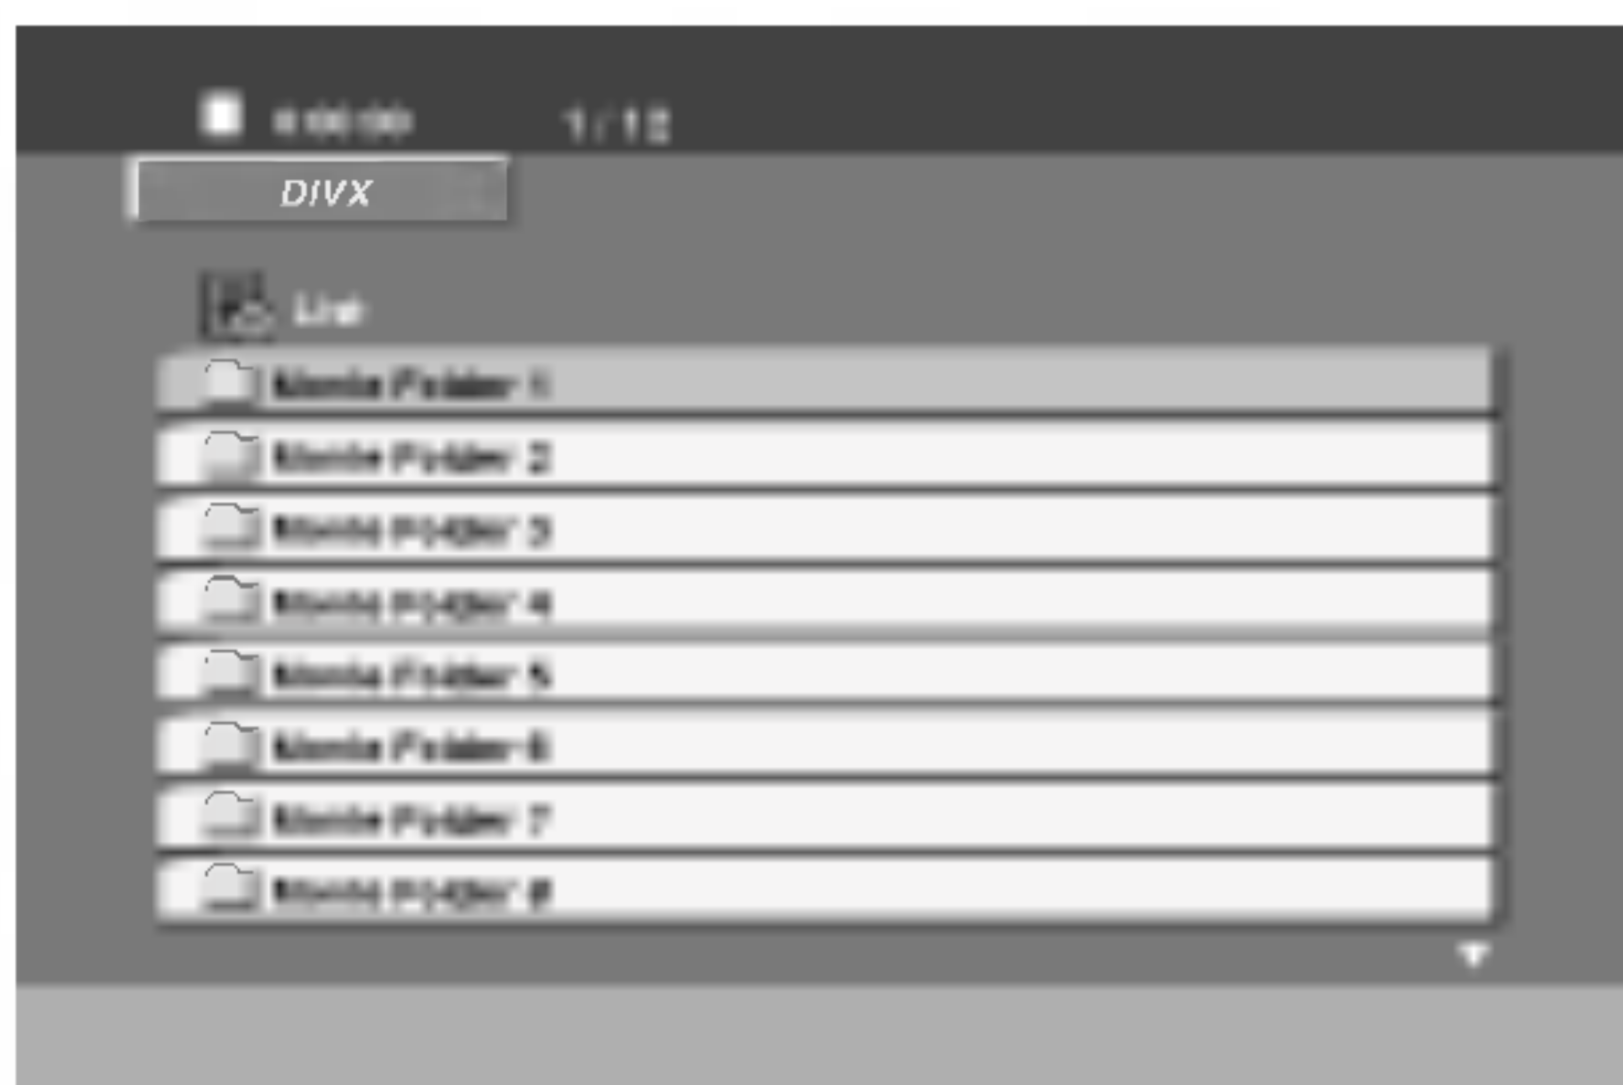 1/12
DIVX
List
Movie Folder 1
Movie Folder 2
Movie Folder 3
Movie Folder 4
Movie Folder 5
Movie Folder 6
Movie Folder 7
Movie Folder 8